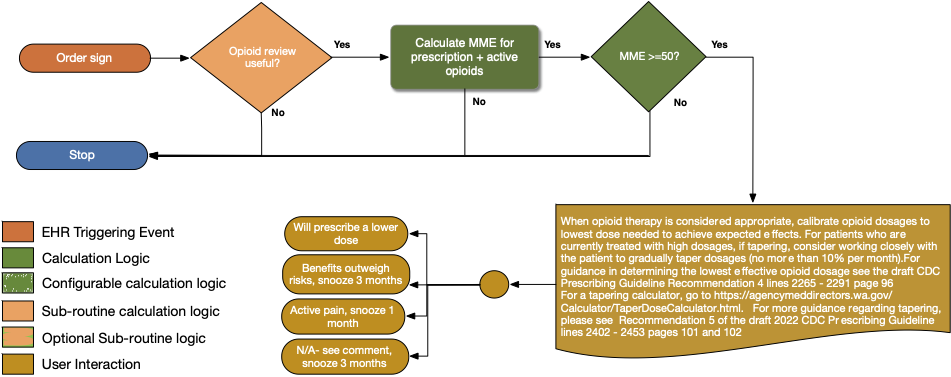 Order sign
Opioid review
useful?
Yes
No
Calculate MME for
prescription + active
opioids
Yes
No
MME >=50?
Yes
No
Stop
When opioid therapy is considered appropriate, calibrate opioid dosages to
lowest dose needed to achieve expected effects. For patients who are
currently treated with high dosages, if tapering, consider working closely with
the patient to gradually taper dosages (no more than 10% per month).For
guidance in determining the lowest effective opioid dosage see the draft CDC
Prescribing Guideline Recommendation 4 lines 2265 - 2291 page 96
For a tapering calculator, go to https://agencymeddirectors.wa.gov/
Calculator/TaperDoseCalculator.html. For more guidance regarding tapering,
please see Recommendation 5 of the draft 2022 CDC Prescribing Guideline
lines 2402 - 2453 pages 101 and 102
Will prescribe a lower
dose
Benefits outweigh
risks, snooze 3 months
Active pain, snooze 1
month
N/A- see comment,
snooze 3 months
EHR Triggering Event
Calculation Logic
Configurable calculation logic
Sub-routine calculation logic
Optional Sub-routine logic
User Interaction